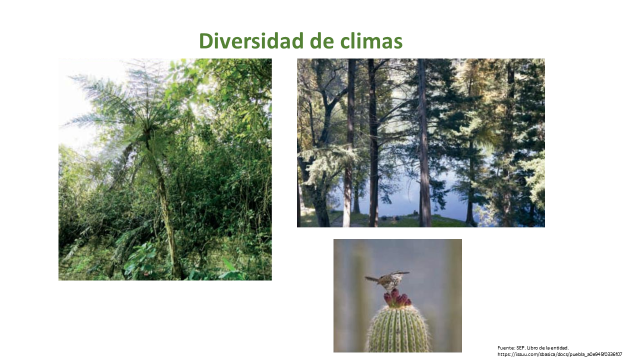 Diversidad de climas
Fuente: SEP. Libro de la entidad.